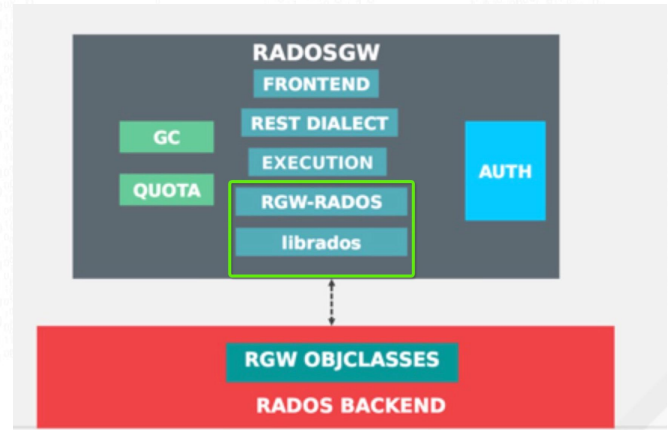 RADOSGW
FRONTEND
REST DIALECT
EXECUTION
RGW-RADOS
librados
GC
QUOTA
AUTH
RGW OBJCLASSES
RADOS BACKEND